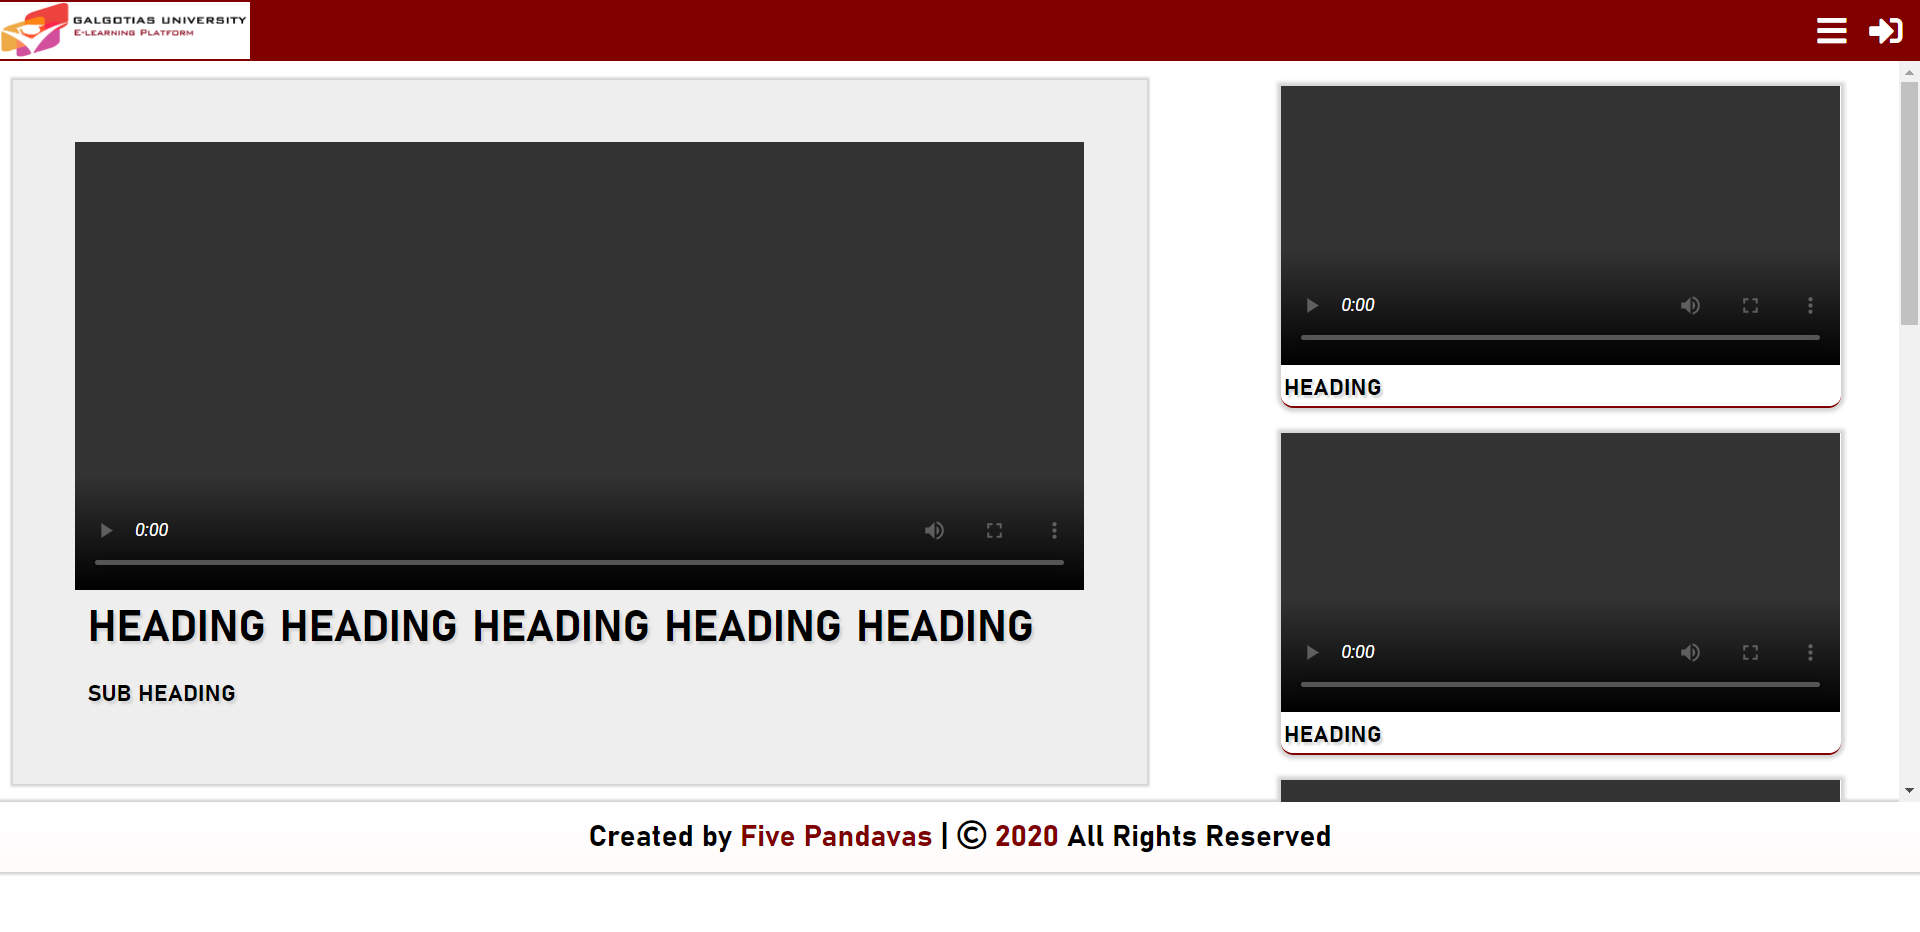 GALGOTIAS UNIVERSITY
E-LEARNING PLATFORM
0:00
HEADING HEADING HEADING HEADING HEADING
SUB HEADING
0:00
HEADING
0:00
HEADING
Created by Five Pandavas | © 2020 All Rights Reserved